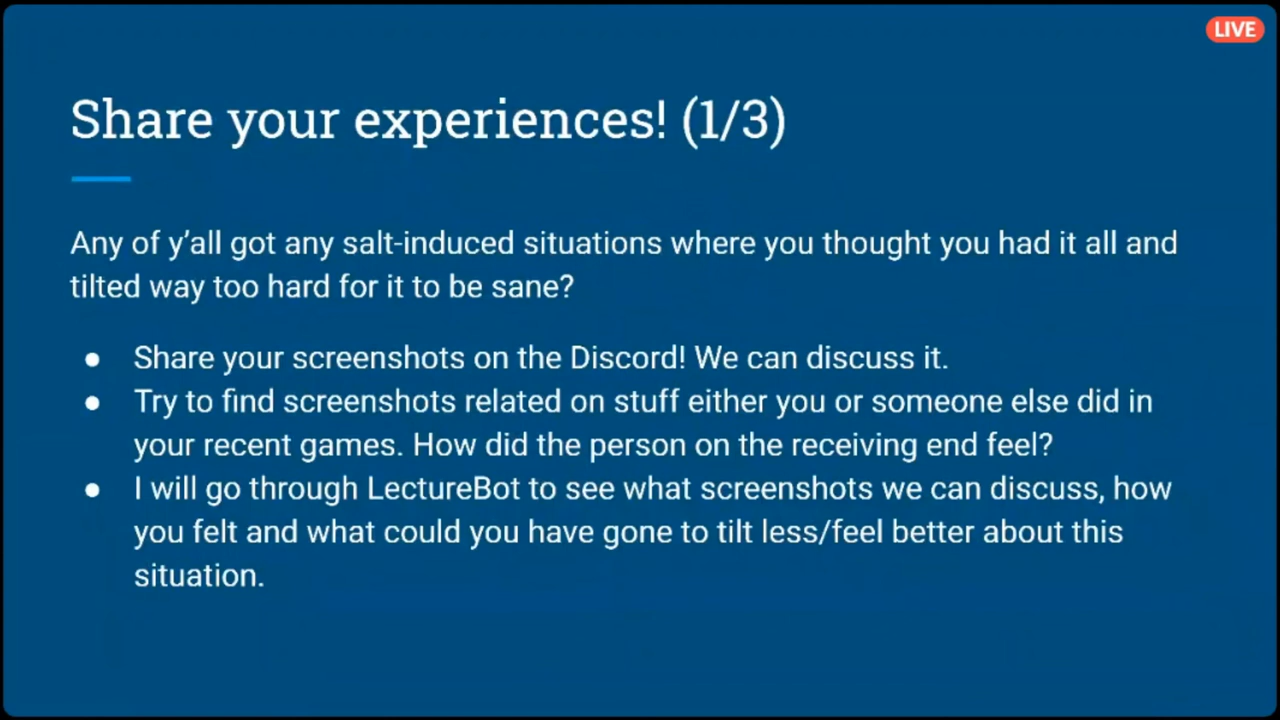 LIVE
Share your experiences! (1/3)
Any of y’all got any salt-induced situations where you thought you had it all and
tilted way too hard for it to be sane?
● Share your screenshots on the Discord! We can discuss it.
● Try to find screenshots related on stuff either you or someone else did in
your recent games. How did the person on the receiving end feel?
● I will go through LectureBot to see what screenshots we can discuss, how
you felt and what could you have gone to tilt less/feel better about this
situation.